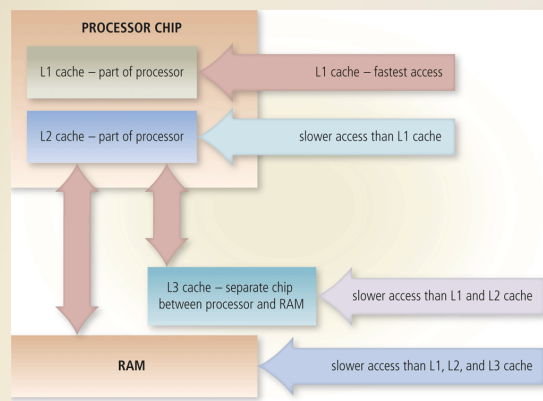 PROCESSOR CHIP
L1 cache – part of processor
L1 cache – fastest access
L2 cache – part of processor
slower access than L1 cache
L3 cache – separate chip
between processor and RAM
slower access than L1 and L2 cache
RAM
slower access than L1, L2, and L3 cache